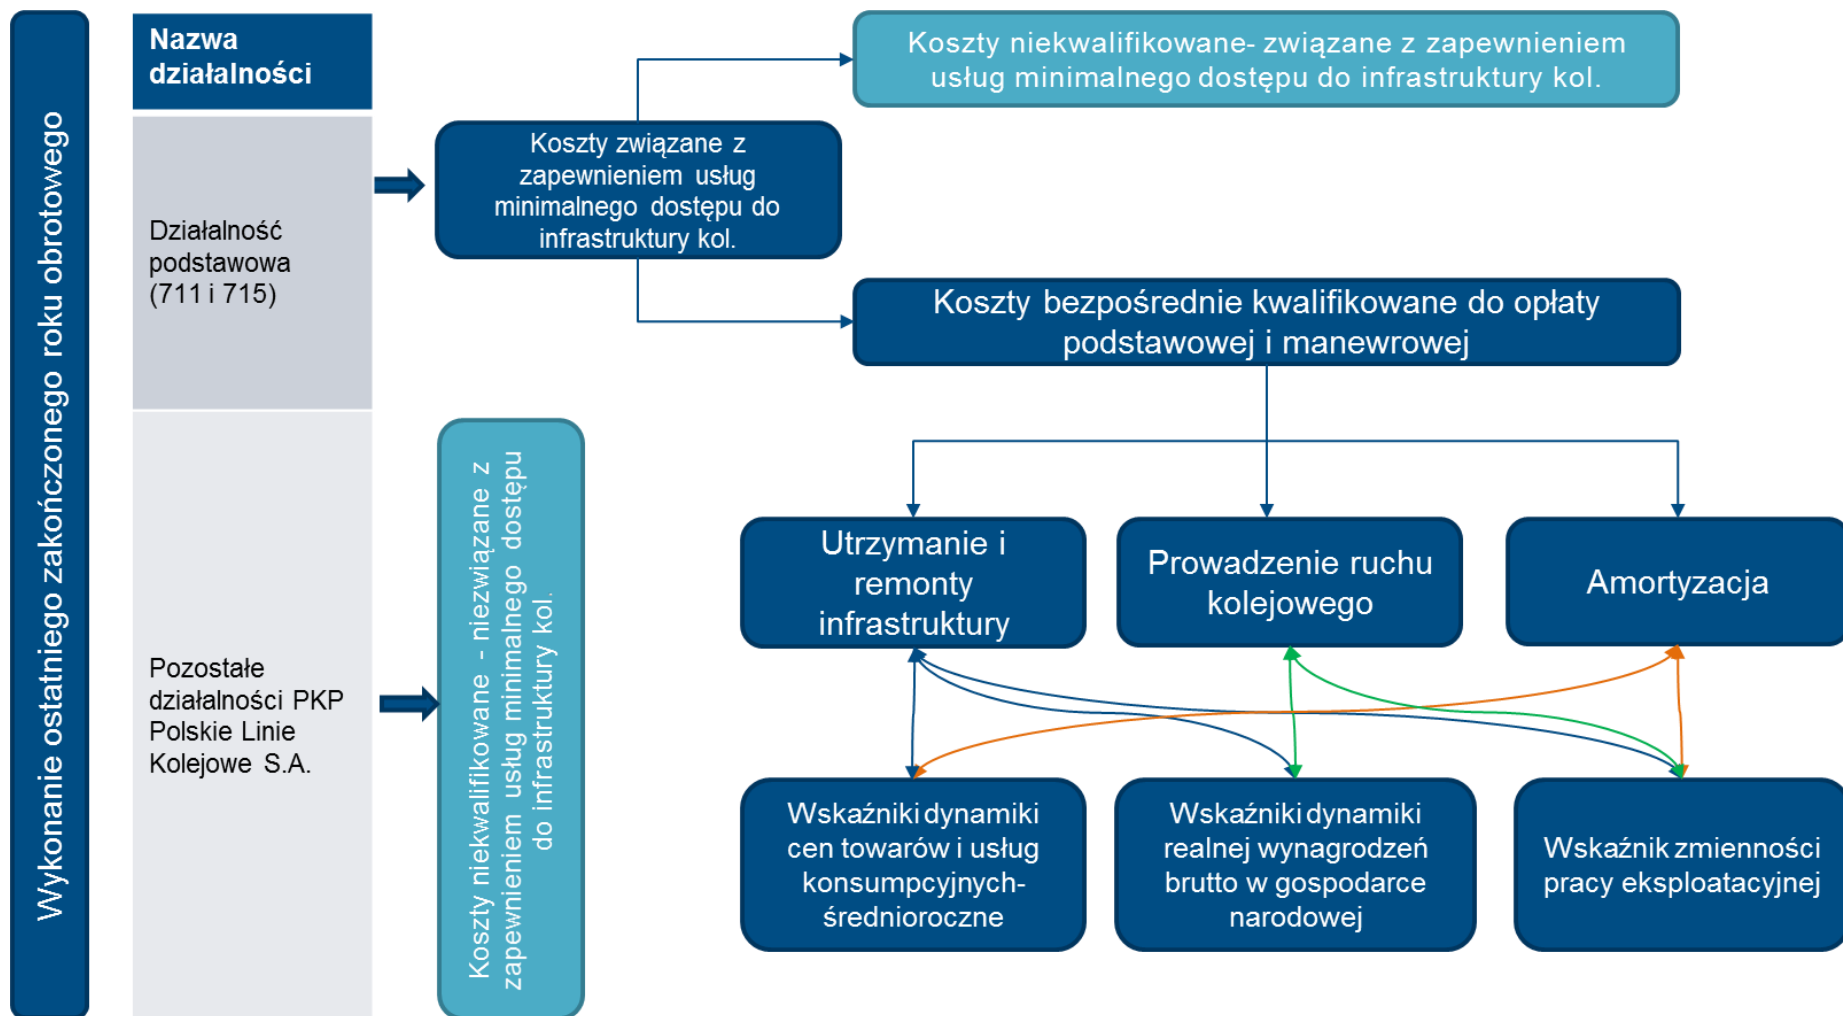 Wykonanie ostatniego zakończonego roku obrotowego
Nazwa
działalności
Działalność
podstawowa
(711 i 715)
Pozostałe
działalności PKP
Polskie Linie
Kolejowe S.A.
Koszty związane z
zapewnieniem usług
minimalnego dostępu do
infrastruktury kol.
Koszty niekwalifikowane- związane z zapewnieniem
usług minimalnego dostępu do infrastruktury kol.
Koszty bezpośrednie kwalifikowane do opłaty
podstawowej i manewrowej
Koszty niekwalifikowane - niezwiązane z
zapewnieniem usług minimalnego dostępu
do infrastruktury kol.
Utrzymanie i
remonty
infrastruktury
Prowadzenie ruchu
kolejowego
Amortyzacja
Wskaźniki dynamiki
cen towarów i usług
konsumpcyjnych-
średnioroczne
Wskaźniki dynamiki
realnej wynagrodzeń
brutto w gospodarce
narodowej
Wskaźnik zmienności
pracy eksploatacyjnej